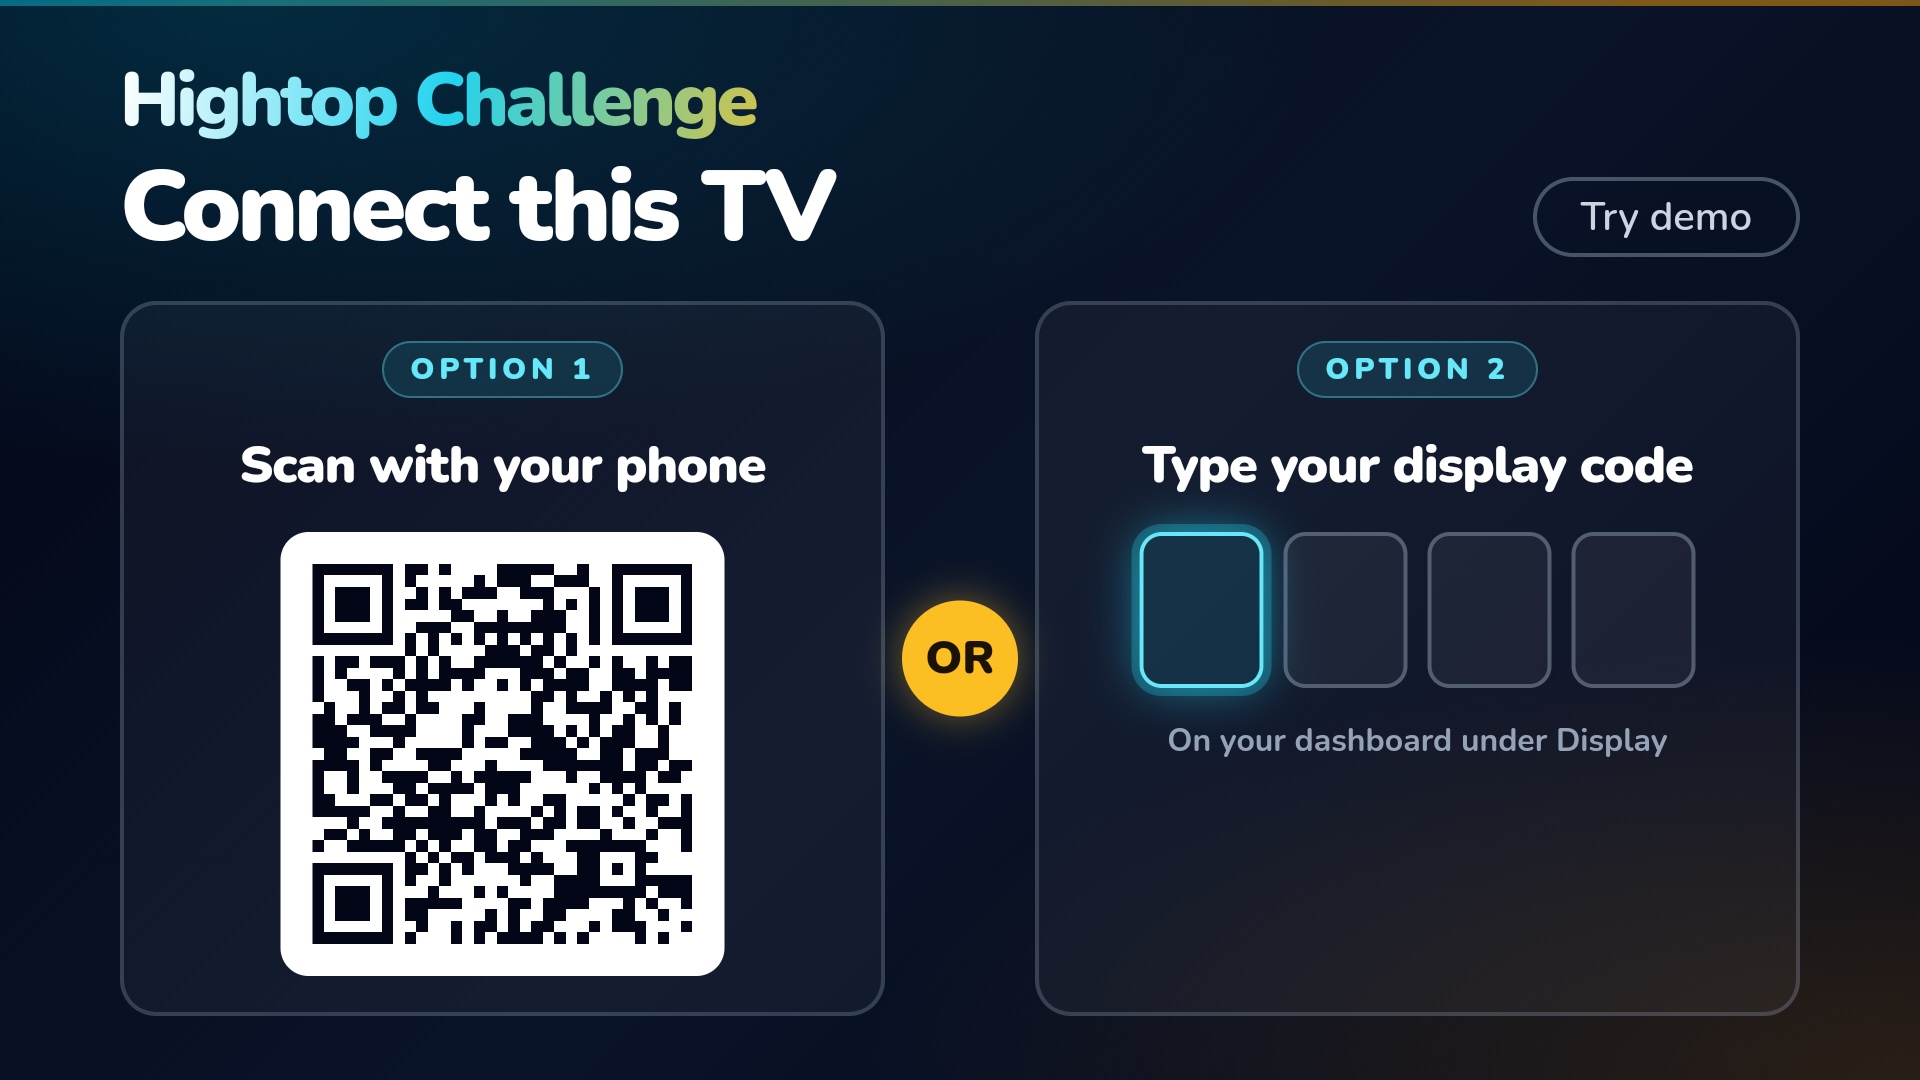 Hightop Challenge
Connect this TV
Try demo
OPTION 1
Scan with your phone
OR
OPTION 2
Type your display code
On your dashboard under Display